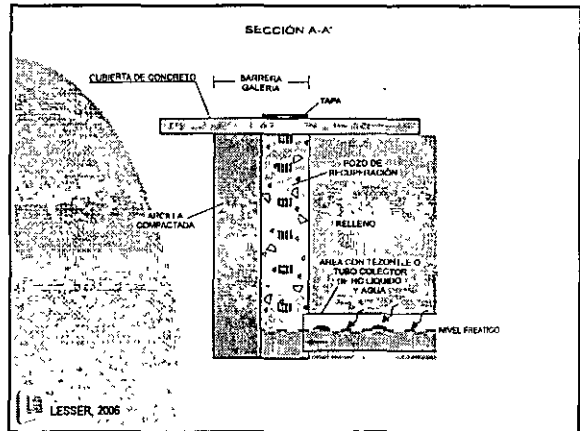 SECCIÓN A-A'
CUBIERTA DE CONCRETO
BARRERA
GALERIA
TAPA
POZO DE
RECUPERACIÓN
ARCILLA
COMPACTADA
RELLENO
AREA CON TEZONTLE O
TUBO COLECTOR
DE HC LIQUIDO
Y AGUA
NIVEL FREATICO
LESSER, 2006